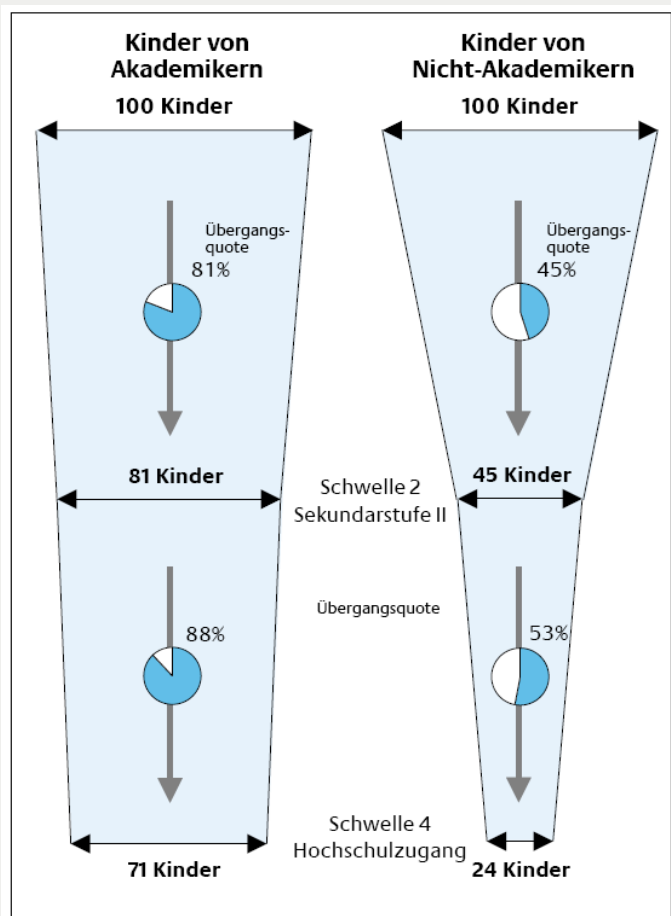 Kinder von
Akademikern
100 Kinder
Kinder von
Nicht-Akademikern
100 Kinder
Übergangs-
quote
81%
Übergangs-
quote
45%
81 Kinder
Schwelle 2
Sekundarstufe II
45 Kinder
Übergangsquote
88%
53%
Schwelle 4
Hochschulzugang
71 Kinder
24 Kinder